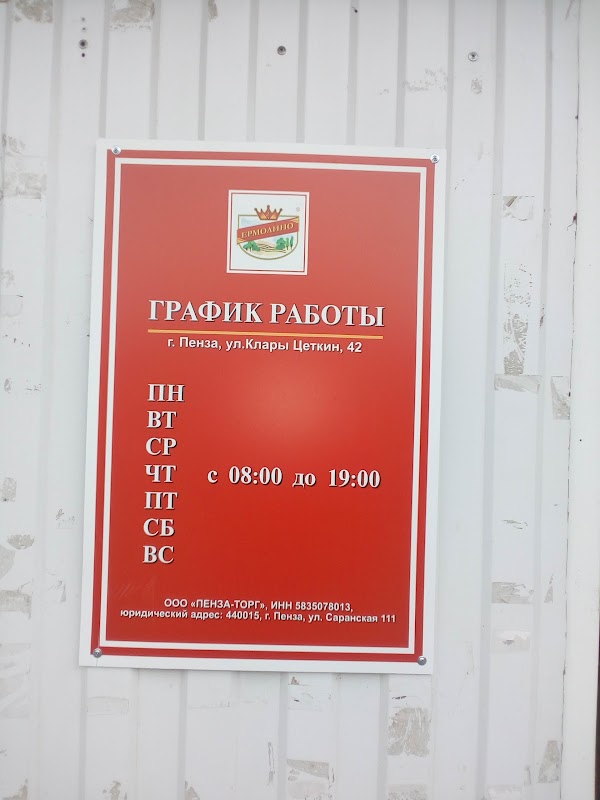 ЕРМОЛИНО
ГРАФИК РАБОТЫ
г. Пенза, ул.Клары Цеткин, 42
ПН
ВТ
СР
ЧТ с 08:00 до 19:00
ПТ
СБ
ВС
ООО «ПЕНЗА-ТОРГ», ИНН 5835078013,
юридический адрес: 440015, г. Пенза, ул. Саранская 111